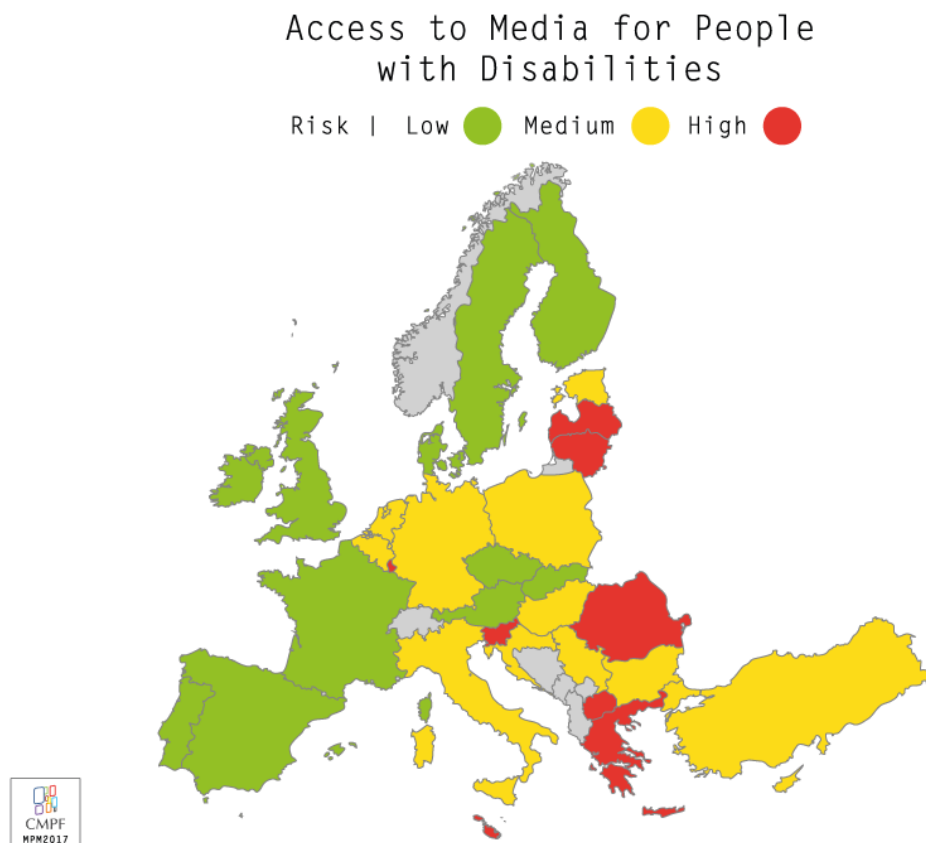 Access to Media for People
with Disabilities
Risk | Low Medium High
CMPF
MPM2017